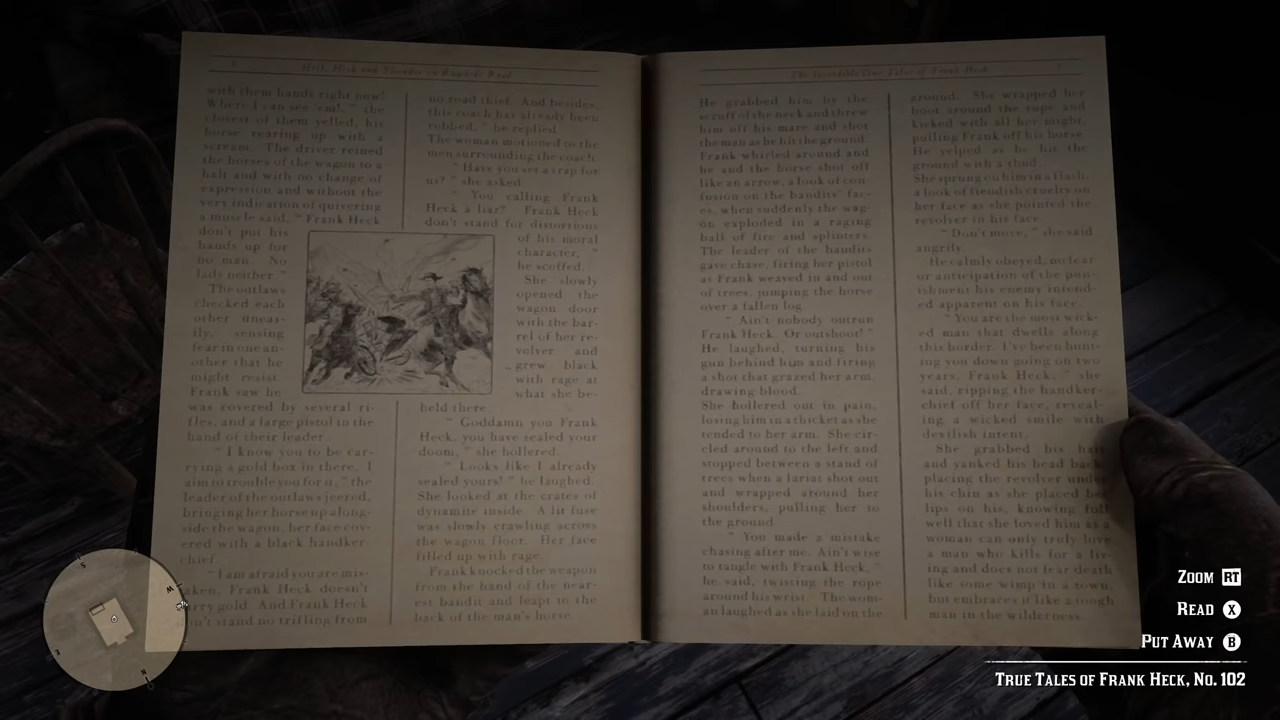 Hell, Heck and Thunder on Rawhide Road
with them hands right now!
Where I can see 'em!," the
closest of them yelled, his
horse rearing up with a
scream. The driver reined
the horses of the wagon to a
halt and with no change of
expression and without the
very indication of quivering
a muscle said, "Frank Heck
don't put his
hands up for
no man. No
lady neither."
The outlaws
checked each
other uneas-
ily, sensing
fear in one an-
other that he
might resist.
Frank saw he
was covered by several ri-
fles, and a large pistol in the
hand of their leader.
"I know you to be car-
rying a gold box in there. I
aim to trouble you for it," the
leader of the outlaws jeered,
bringing her horse up along-
side the wagon, her face cov-
ered with a black handker-
chief.
"I am afraid you are mis-
taken, Frank Heck doesn't
carry gold. And Frank Heck
don't stand no trifling from
no road thief. And besides,
this coach has already been
robbed," he replied.
The woman motioned to the
men surrounding the coach.
"Have you set a trap for
us?" she asked.
"You calling Frank
Heck a liar? Frank Heck
don't stand for distortions
of his moral
character,"
he scoffed.
She slowly
opened the
wagon door
with the bar-
rel of her re-
volver and
grew black
with rage at
what she be-
held there.
"Goddamn you Frank
Heck, you have sealed your
doom," she hollered.
"Looks like I already
sealed yours!" he laughed.
She looked at the crates of
dynamite inside. A lit fuse
was slowly crawling across
the wagon floor. Her face
filled up with rage.
Frank knocked the weapon
from the hand of the near-
est bandit and leapt to the
back of the man's horse.
The Incredible True Tales of Frank Heck
He grabbed him by the
scruff of the neck and threw
him off his mare and shot
the man as he hit the ground.
Frank whirled around and
he and the horse shot off
like an arrow, a look of con-
fusion on the bandits' fac-
es, when suddenly the wag-
on exploded in a raging
ball of fire and splinters.
The leader of the bandits
gave chase, firing her pistol
as Frank weaved in and out
of trees, jumping the horse
over a fallen log.
"Ain't nobody outrun
Frank Heck. Or outshoot!"
He laughed, turning his
gun behind him and firing
a shot that grazed her arm,
drawing blood.
She hollered out in pain,
losing him in a thicket as she
tended to her arm. She cir-
cled around to the left and
stopped between a stand of
trees when a lariat shot out
and wrapped around her
shoulders, pulling her to
the ground.
"You made a mistake
chasing after me. Ain't wise
to tangle with Frank Heck,"
he said, twisting the rope
around his wrist. The wom-
an laughed as she laid on the
ground. She wrapped her
boot around the rope and
kicked with all her might,
pulling Frank off his horse.
He yelped as he hit the
ground with a thud.
She sprung on him in a flash,
a look of fiendish cruelty on
her face as she pointed the
revolver in his face.
"Don't move," she said
angrily.
He calmly obeyed, no fear
or anticipation of the pun-
ishment his enemy intend-
ed apparent on his face.
"You are the most wick-
ed man that dwells along
this border. I've been hunt-
ing you down going on two
years, Frank Heck," she
said, ripping the handker-
chief off her face, reveal-
ing a wicked smile with
devilish intent.
She grabbed his hair
and yanked his head back,
placing the revolver under
his chin as she placed her
lips on his, knowing full
well that she loved him as a
woman can only truly love
a man who kills for a liv-
ing and does not fear death
like some wimp in a town,
but embraces it like a tough
man in the wilderness.
S
W
E
N
ZOOM RT
READ X
PUT AWAY B
TRUE TALES OF FRANK HECK, NO. 102